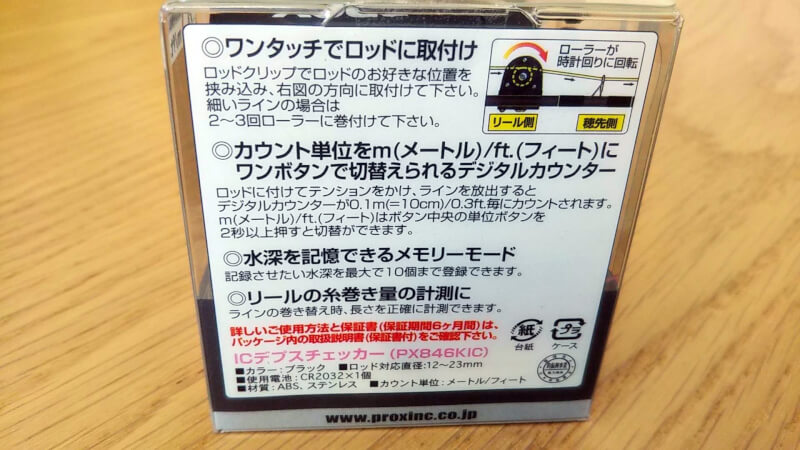 ◎ワンタッチでロッドに取付け
ロッドクリップでロッドのお好きな位置を
挟み込み、右図の方向に取付けて下さい。
細いラインの場合は
2〜3回ローラーに巻付けて下さい。
ローラーが
時計回りに回転
リール側
穂先側
◎カウント単位をm(メートル)/ft.(フィート)に
ワンボタンで切替えられるデジタルカウンター
ロッドに付けてテンションをかけ、ラインを放出すると
デジタルカウンターが0.1m(=10cm)/0.3ft.毎にカウントされます。
m(メートル)/ft.(フィート)はボタン中央の単位ボタンを
2秒以上押すと切替ができます。
◎水深を記憶できるメモリーモード
記録させたい水深を最大で10個まで登録できます。
◎リールの糸巻き量の計測に
ラインの巻き替え時、長さを正確に計測できます。
詳しいご使用方法と保証書(保証期間6ヶ月間)は、
パッケージ内の取扱説明書(保証書付)をご確認下さい。
ICデプスチェッカー(PX846KIC)
■カラー:ブラック ■ロッド対応直径:12〜23mm
■使用電池:CR2032×1個
■材質:ABS、ステンレス ■カウント単位:メートル/フィート
紙
台紙
プラ
ケース
www.proxinc.co.jp